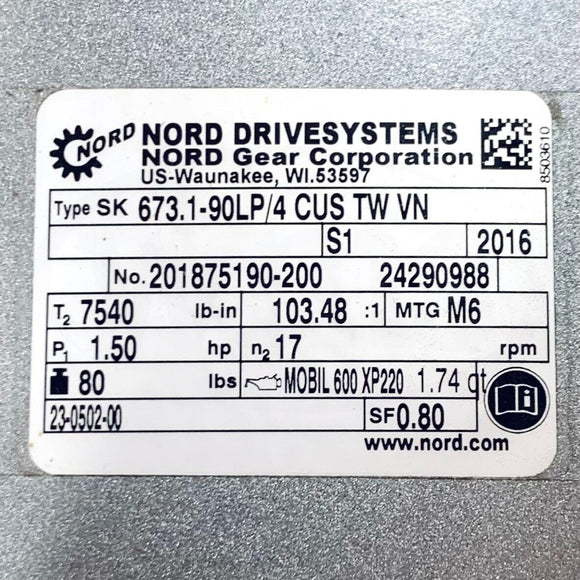 NORD
NORD DRIVESYSTEMS
NORD Gear Corporation
US-Waunakee, WI.53597
8503610
Type SK 673.1-90LP/4 CUS TW VN
S1 2016
No. 201875190-200 24290988
T2 7540 lb-in 103.48 :1 MTG M6
P1 1.50 hp n2 17 rpm
80 lbs MOBIL 600 XP220 1.74 qt
23-0502-00 SF 0.80
www.nord.com